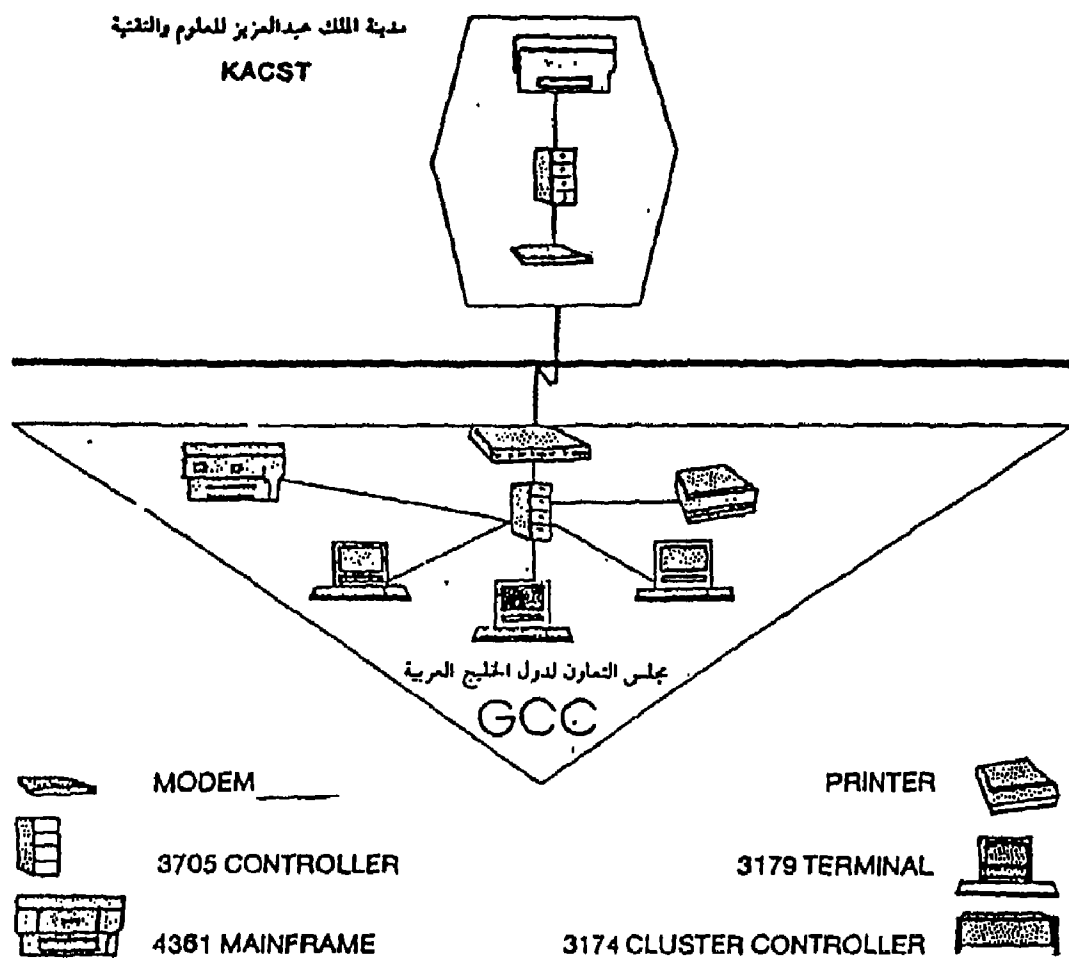 مدينة الملك عبدالعزيز للعلوم والتقنية
KACST
مجلس التعاون لدول الخليج العربية
GCC
MODEM
PRINTER
3705 CONTROLLER
3179 TERMINAL
4361 MAINFRAME
3174 CLUSTER CONTROLLER